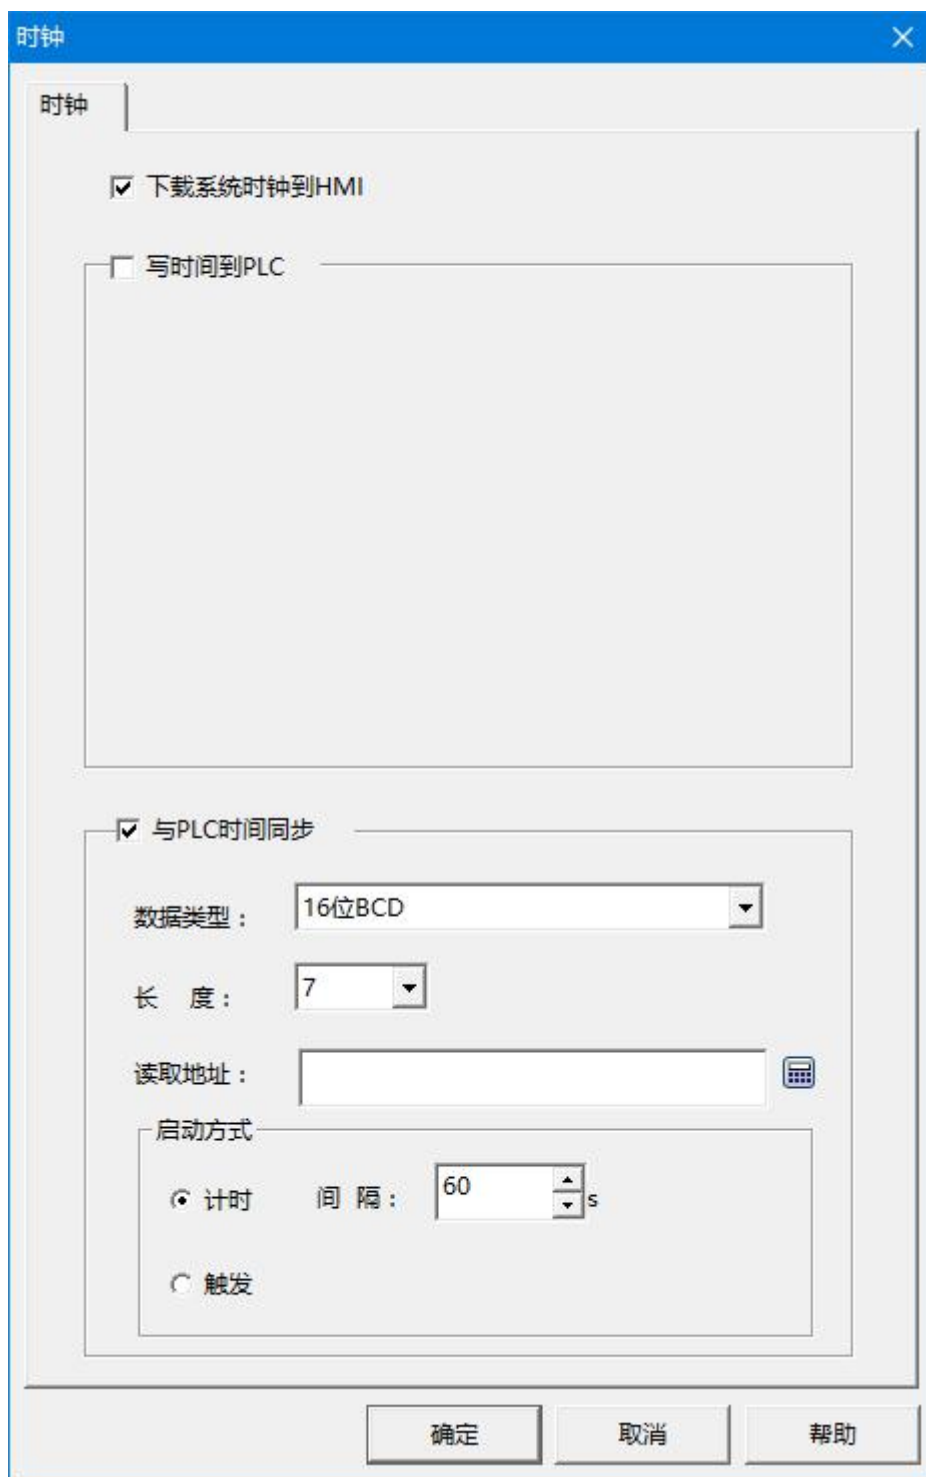 时钟
时钟
下载系统时钟到HMI
写时间到PLC
与PLC时间同步
数据类型： 16位BCD
长 度： 7
读取地址：
启动方式
计时 间 隔： 60 s
触发
确定 取消 帮助